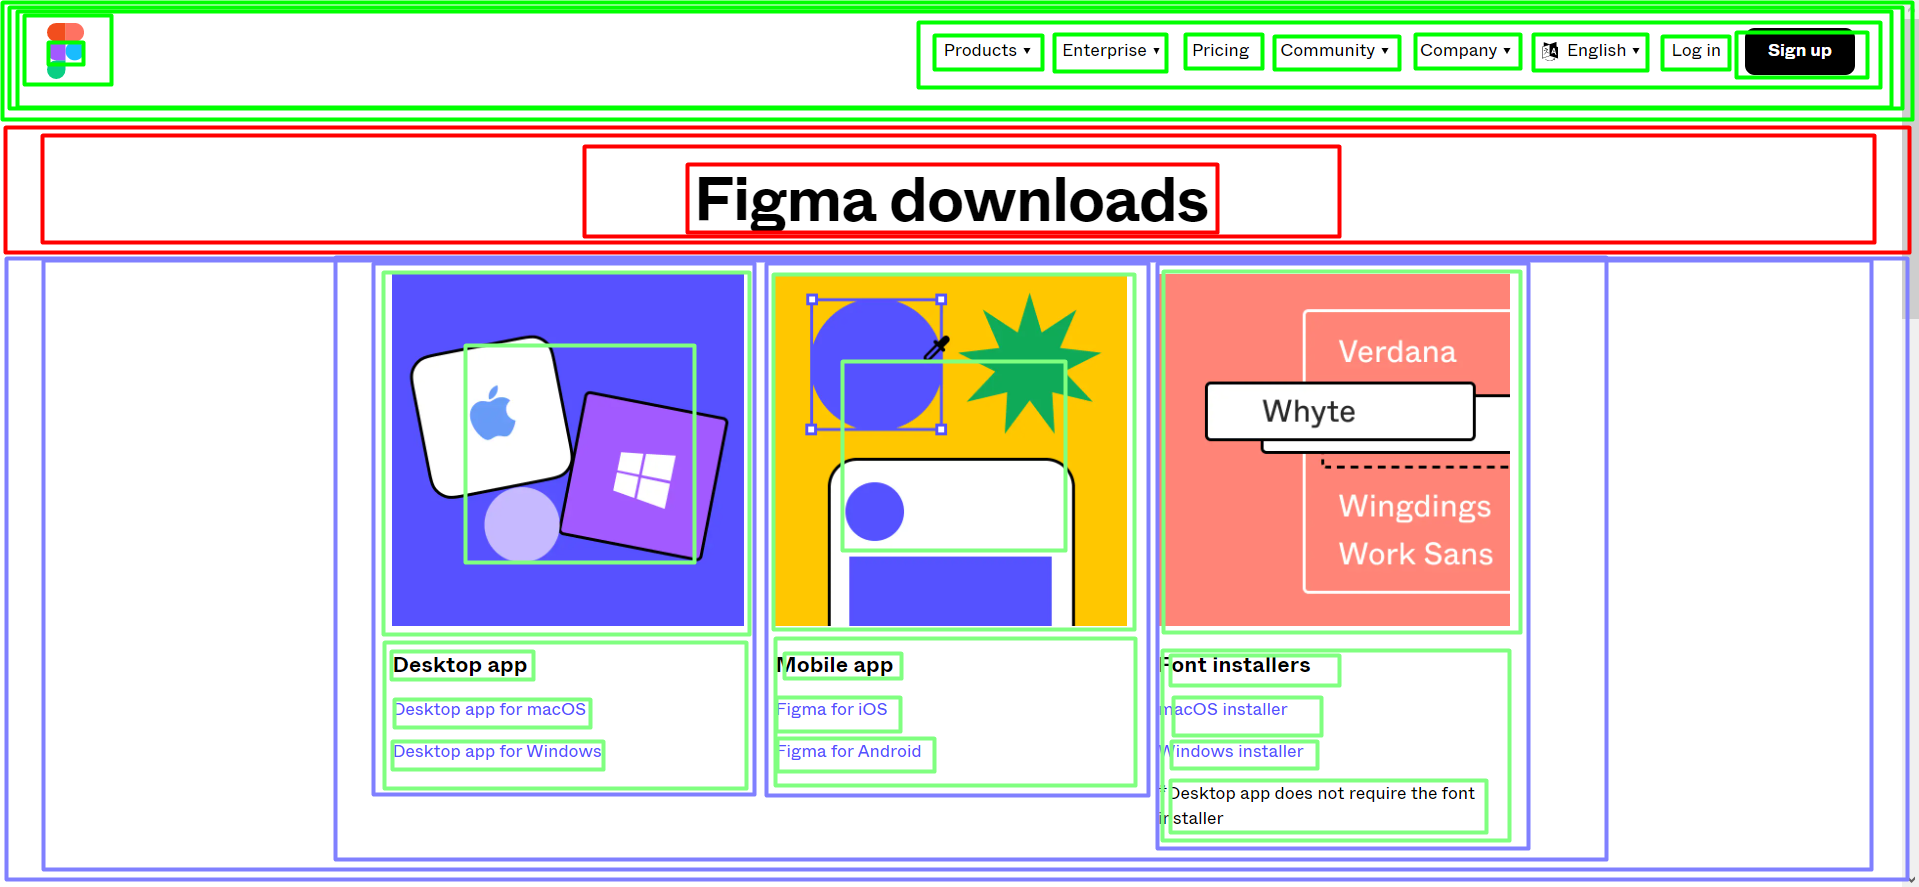 Products ▾ Enterprise ▾ Pricing Community ▾ Company ▾ English ▾ Log in Sign up
Figma downloads
Verdana
Whyte
Wingdings
Work Sans
Desktop app
Desktop app for macOS
Desktop app for Windows
Mobile app
Figma for iOS
Figma for Android
Font installers
macOS installer
Windows installer
*Desktop app does not require the font
installer